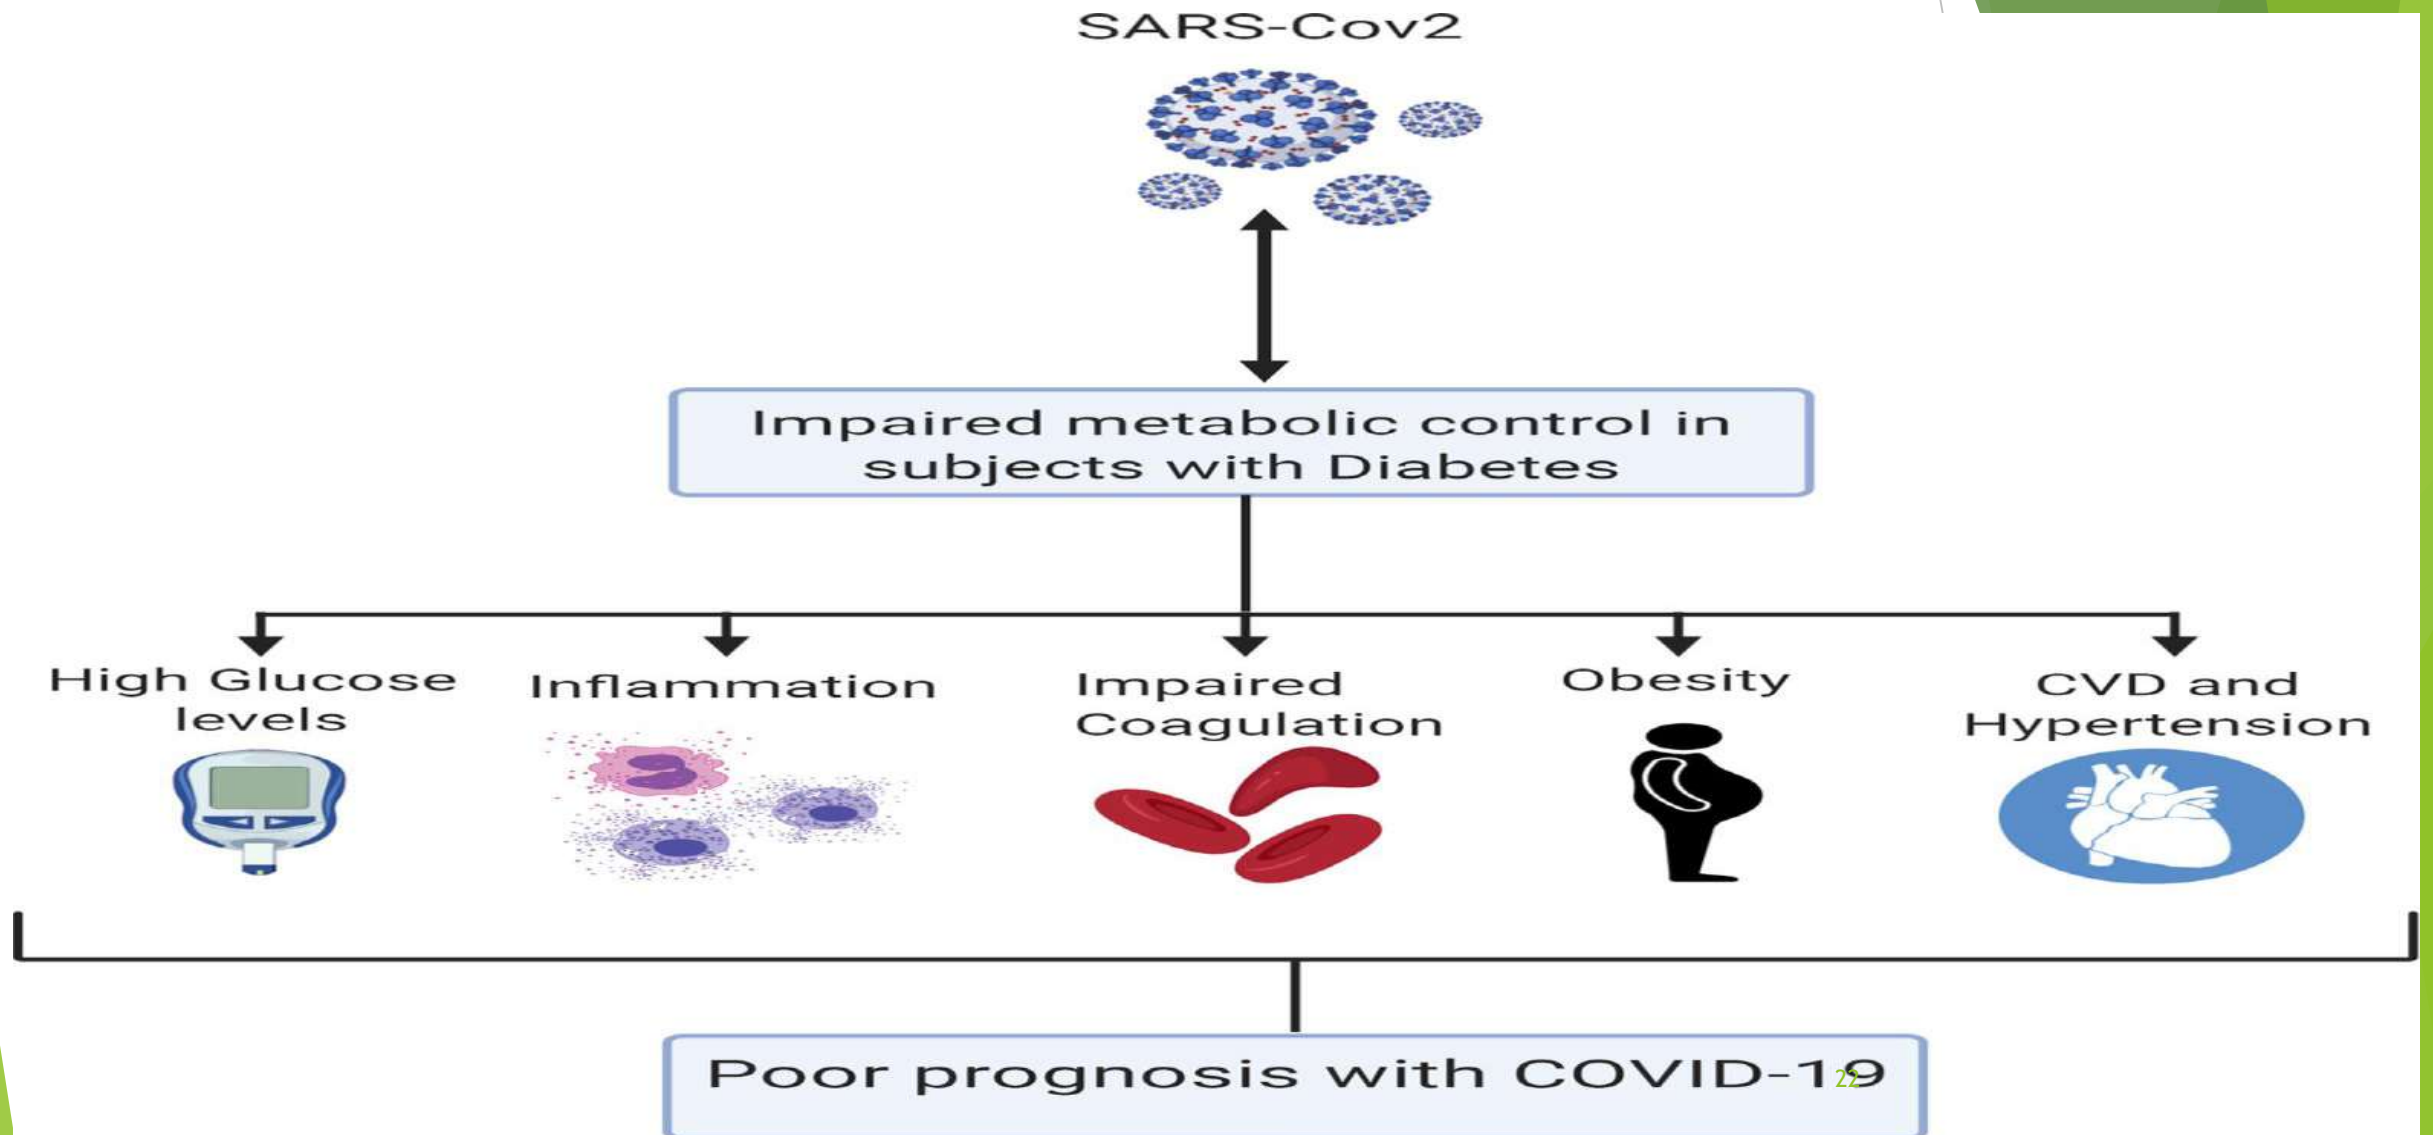 SARS-Cov2
Impaired metabolic control in
subjects with Diabetes
High Glucose
levels
Inflammation
Impaired
Coagulation
Obesity
CVD and
Hypertension
Poor prognosis with COVID-19
22